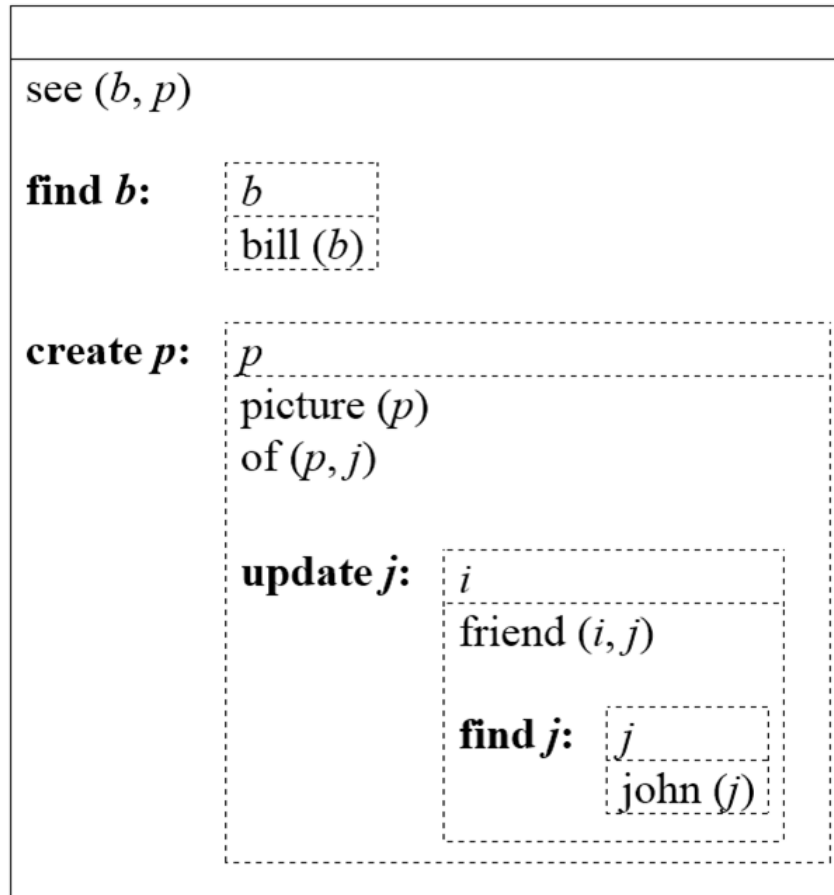 see (b, p)
find b:
b
bill (b)
create p:
p
picture (p)
of (p, j)
update j:
i
friend (i, j)
find j:
j
john (j)